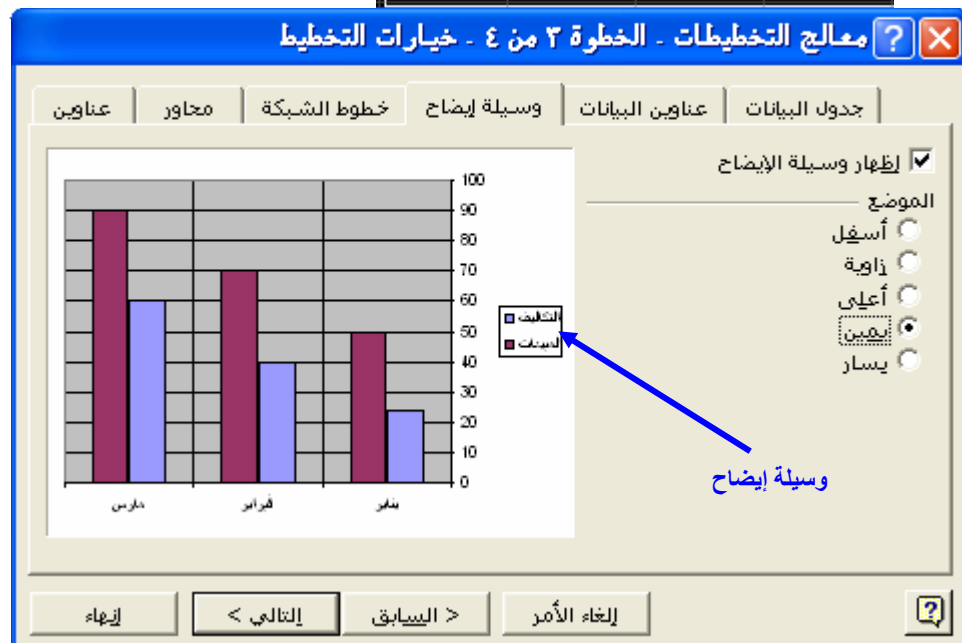 معالج التخطيطات - الخطوة ٣ من ٤ - خيارات التخطيط
عناوين
محاور
خطوط الشبكة
وسيلة إيضاح
عناوين البيانات
جدول البيانات
إظهار وسيلة الإيضاح
الموضع
أسفل
زاوية
أعلى
يمين
يسار
100
90
80
70
60
50
40
30
20
10
0
التكاليف
المبيعات
يناير
فبراير
مارس
وسيلة إيضاح
إلغاء الأمر
< السابق
التالي >
إنهاء